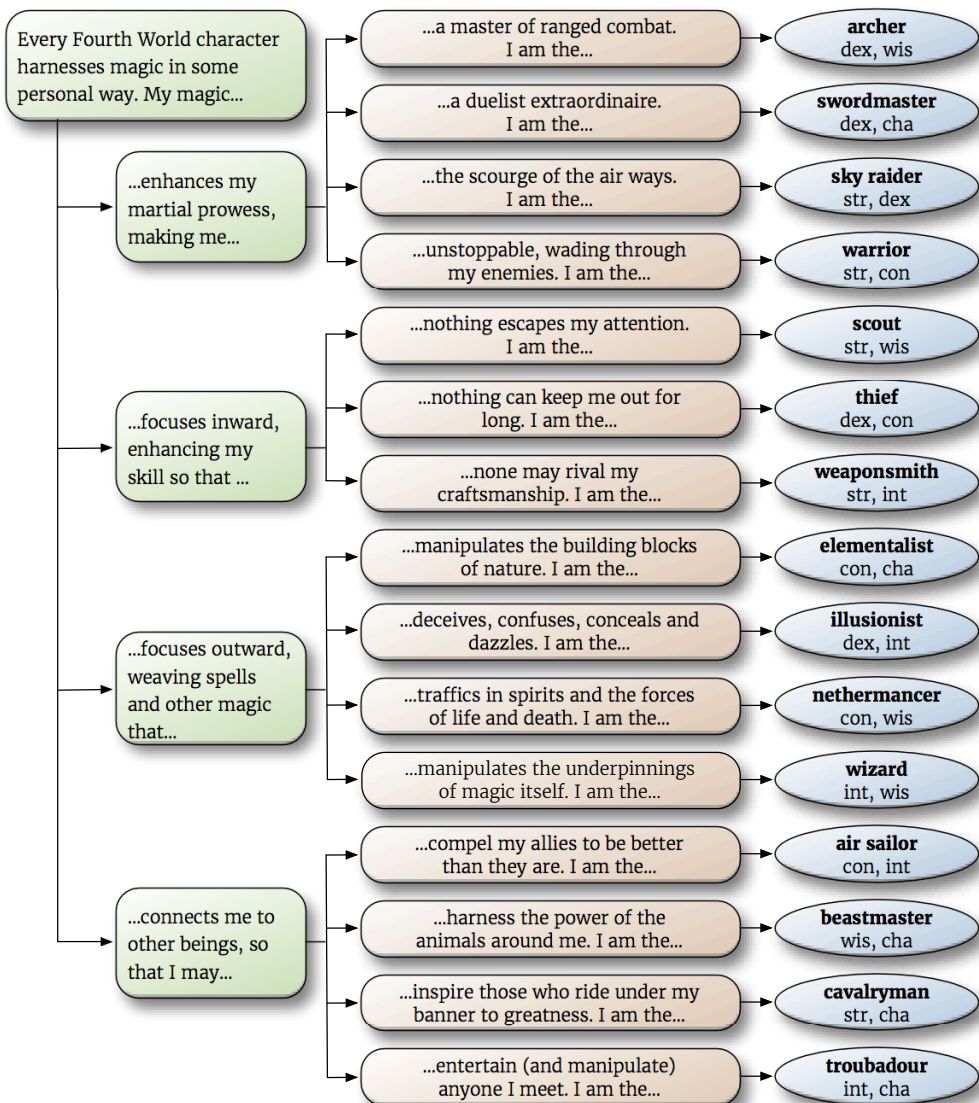 Every Fourth World character
harnesses magic in some
personal way. My magic...
...enhances my
martial prowess,
making me...
...a master of ranged combat.
I am the...
archer
dex, wis
...a duelist extraordinaire.
I am the...
swordmaster
dex, cha
...the scourge of the air ways.
I am the...
sky raider
str, dex
...unstoppable, wading through
my enemies. I am the...
warrior
str, con
...focuses inward,
enhancing my
skill so that ...
...nothing escapes my attention.
I am the...
scout
str, wis
...nothing can keep me out for
long. I am the...
thief
dex, con
...none may rival my
craftsmanship. I am the...
weaponsmith
str, int
...focuses outward,
weaving spells
and other magic
that...
...manipulates the building blocks
of nature. I am the...
elementalist
con, cha
...deceives, confuses, conceals and
dazzles. I am the...
illusionist
dex, int
...traffics in spirits and the forces
of life and death. I am the...
nethermancer
con, wis
...manipulates the underpinnings
of magic itself. I am the...
wizard
int, wis
...connects me to
other beings, so
that I may...
...compel my allies to be better
than they are. I am the...
air sailor
con, int
...harness the power of the
animals around me. I am the...
beastmaster
wis, cha
...inspire those who ride under my
banner to greatness. I am the...
cavalryman
str, cha
...entertain (and manipulate)
anyone I meet. I am the...
troubadour
int, cha